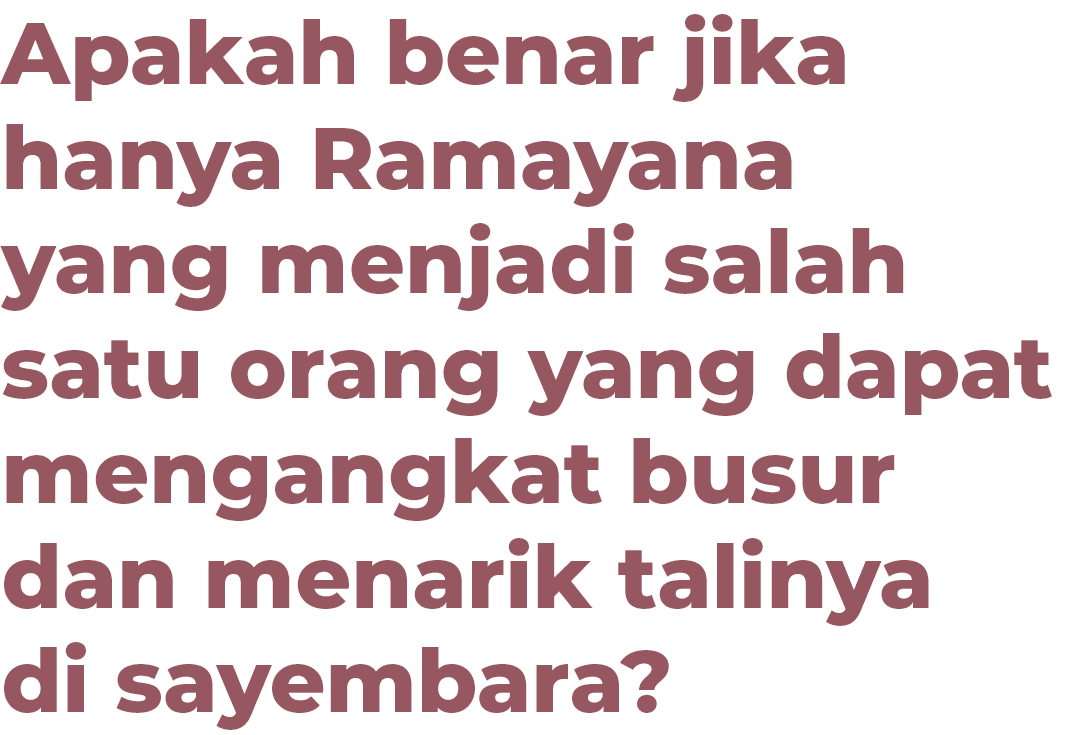 Apakah benar jika
hanya Ramayana
yang menjadi salah
satu orang yang dapat
mengangkat busur
dan menarik talinya
di sayembara?